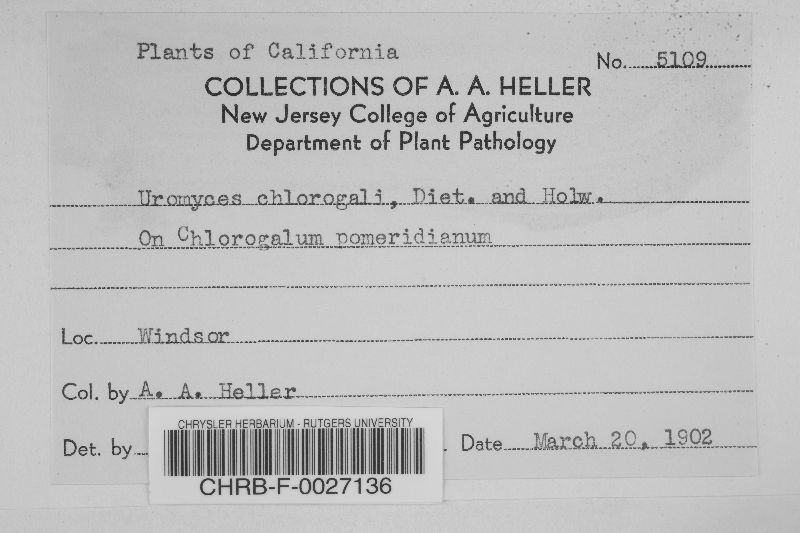 Plants of California
No. 5109
COLLECTIONS OF A. A. HELLER
New Jersey College of Agriculture
Department of Plant Pathology
Uromyces chlorogali, Diet. and Holw.
On Chlorogalum pomeridianum
Loc. Windsor
Col. by A. A. Heller
Det. by
Date March 20, 1902
CHRYSLER HERBARIUM - RUTGERS UNIVERSITY
CHRB-F-0027136